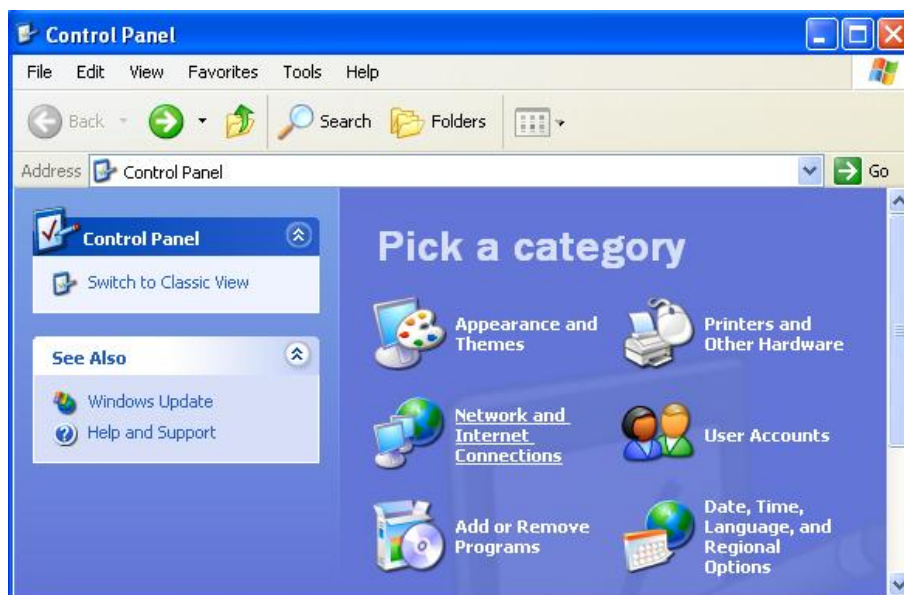 Control Panel
File Edit View Favorites Tools Help
Back Search Folders
Address Control Panel Go
Control Panel
Switch to Classic View
See Also
Windows Update
Help and Support
Pick a category
Appearance and
Themes
Printers and
Other Hardware
Network and
Internet
Connections
User Accounts
Add or Remove
Programs
Date, Time,
Language, and
Regional
Options